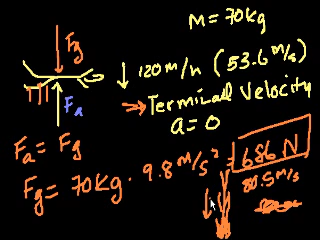 M = 70kg
Fg
↓ 120 m/h (53.6 m/s)
Fa
→ Terminal Velocity
a = 0
Fa = Fg
Fg = 70kg · 9.8 m/s² = 686 N
80.5 m/s